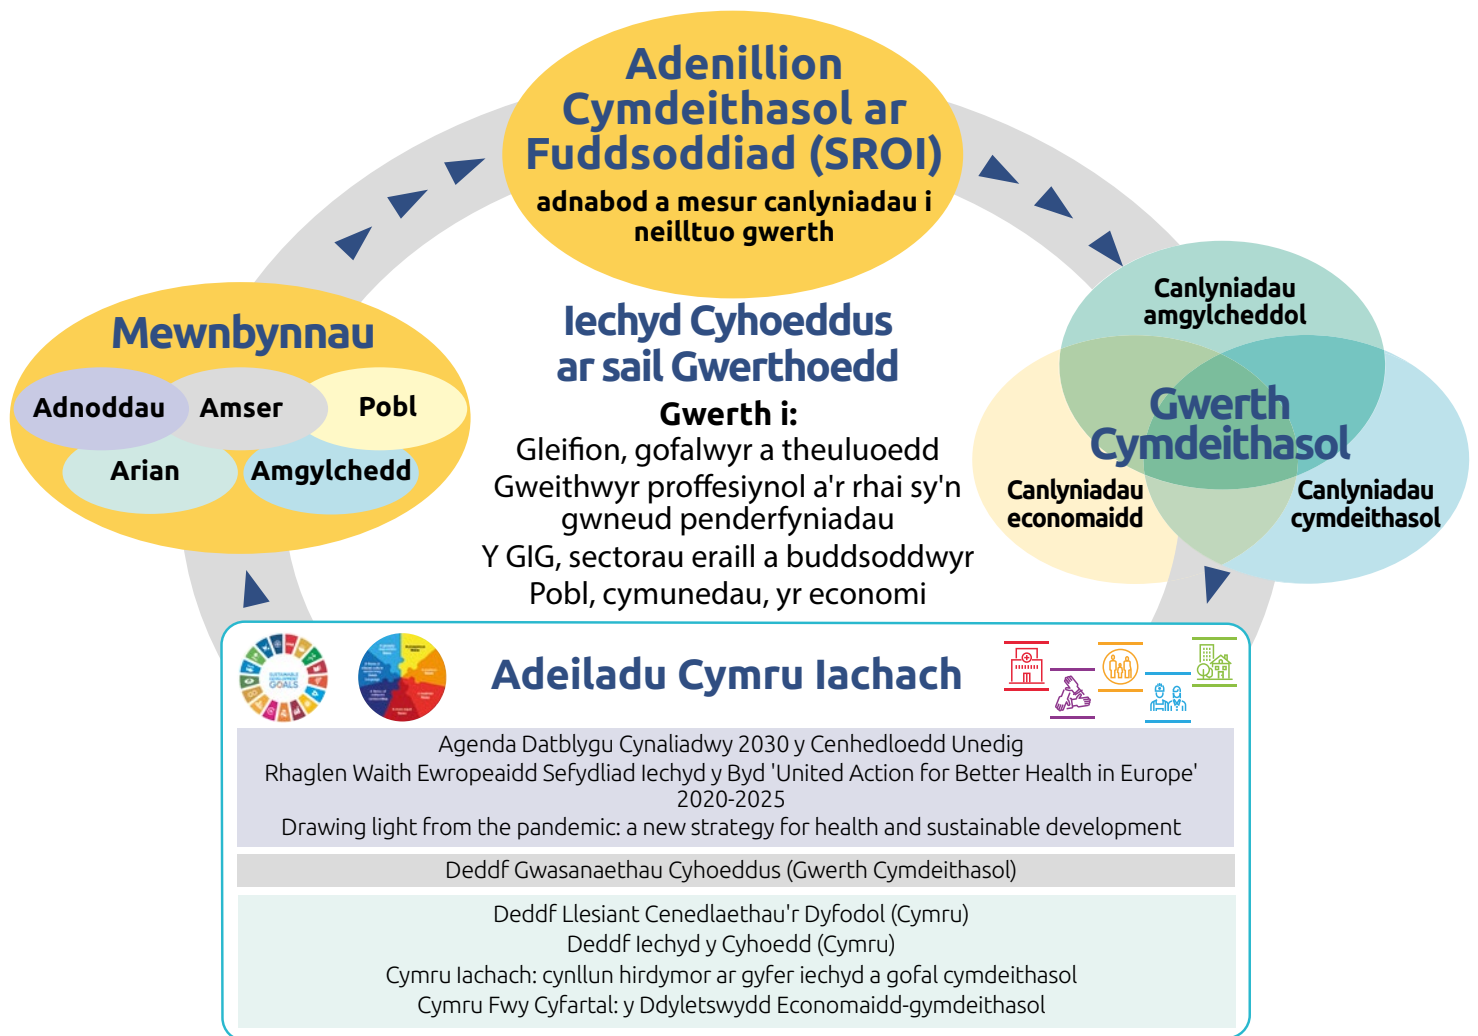 Adenillion
Cymdeithasol ar
Fuddsoddiad (SROI)
adnabod a mesur canlyniadau i
neilltuo gwerth
Mewnbynnau
Adnoddau
Amser
Pobl
Arian
Amgylchedd
Iechyd Cyhoeddus
ar sail Gwerthoedd
Gwerth i:
Gleifion, gofalwyr a theuluoedd
Gweithwyr proffesiynol a'r rhai sy'n
gwneud penderfyniadau
Y GIG, sectorau eraill a buddsoddwyr
Pobl, cymunedau, yr economi
Canlyniadau
amgylcheddol
Gwerth
Cymdeithasol
Canlyniadau
economaidd
Canlyniadau
cymdeithasol
SUSTAINABLE
DEVELOPMENT
GOALS
Adeiladu Cymru Iachach
Agenda Datblygu Cynaliadwy 2030 y Cenhedloedd Unedig
Rhaglen Waith Ewropeaidd Sefydliad Iechyd y Byd 'United Action for Better Health in Europe'
2020-2025
Drawing light from the pandemic: a new strategy for health and sustainable development
Deddf Gwasanaethau Cyhoeddus (Gwerth Cymdeithasol)
Deddf Llesiant Cenedlaethau'r Dyfodol (Cymru)
Deddf Iechyd y Cyhoedd (Cymru)
Cymru Iachach: cynllun hirdymor ar gyfer iechyd a gofal cymdeithasol
Cymru Fwy Cyfartal: y Ddyletswydd Economaidd-gymdeithasol